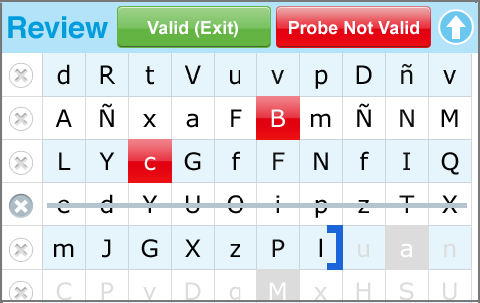 Review Valid (Exit) Probe Not Valid
d R t V u v p D ñ v
A Ñ x a F B m Ñ N M
L Y c G f F N f I Q
e d Y U O i p z T X
m J G X z P l u a n
C P v D q M x H S U